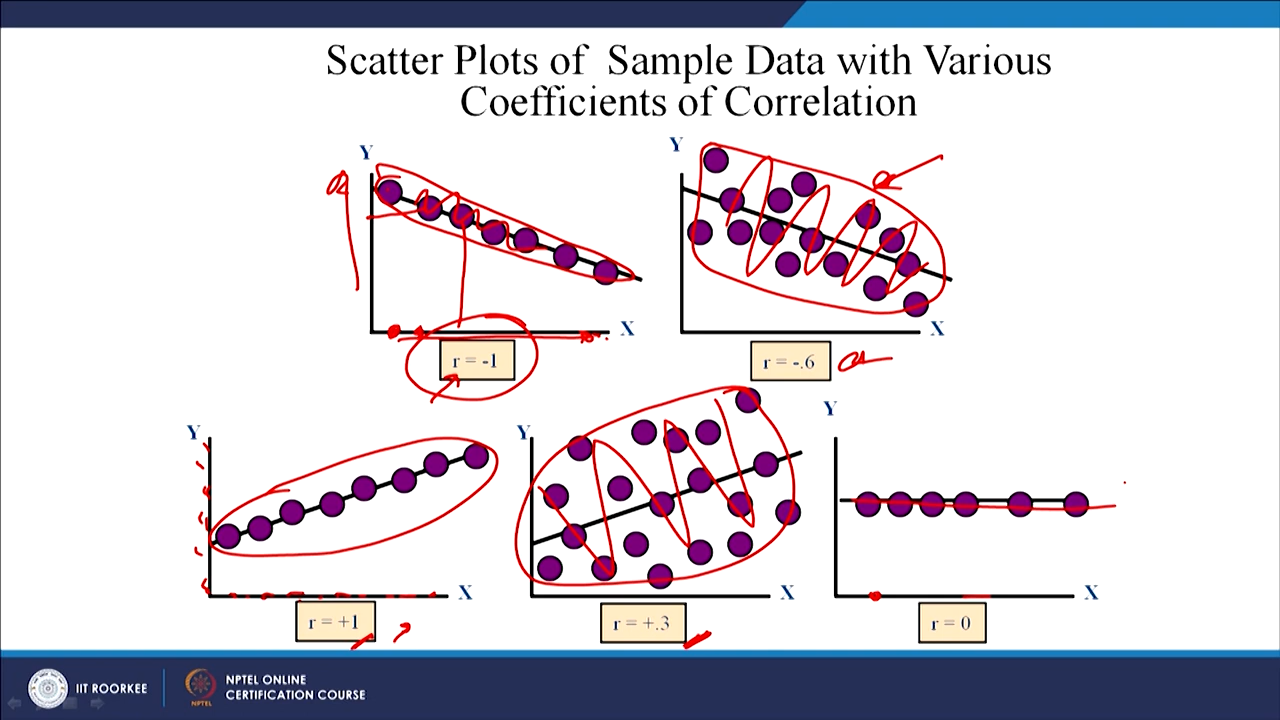 Scatter Plots of Sample Data with Various
Coefficients of Correlation
Y
X
r = -1
Y
X
r = -.6
Y
X
r = +1
Y
X
r = +.3
Y
X
r = 0
IIT ROORKEE
NPTEL
NPTEL ONLINE
CERTIFICATION COURSE